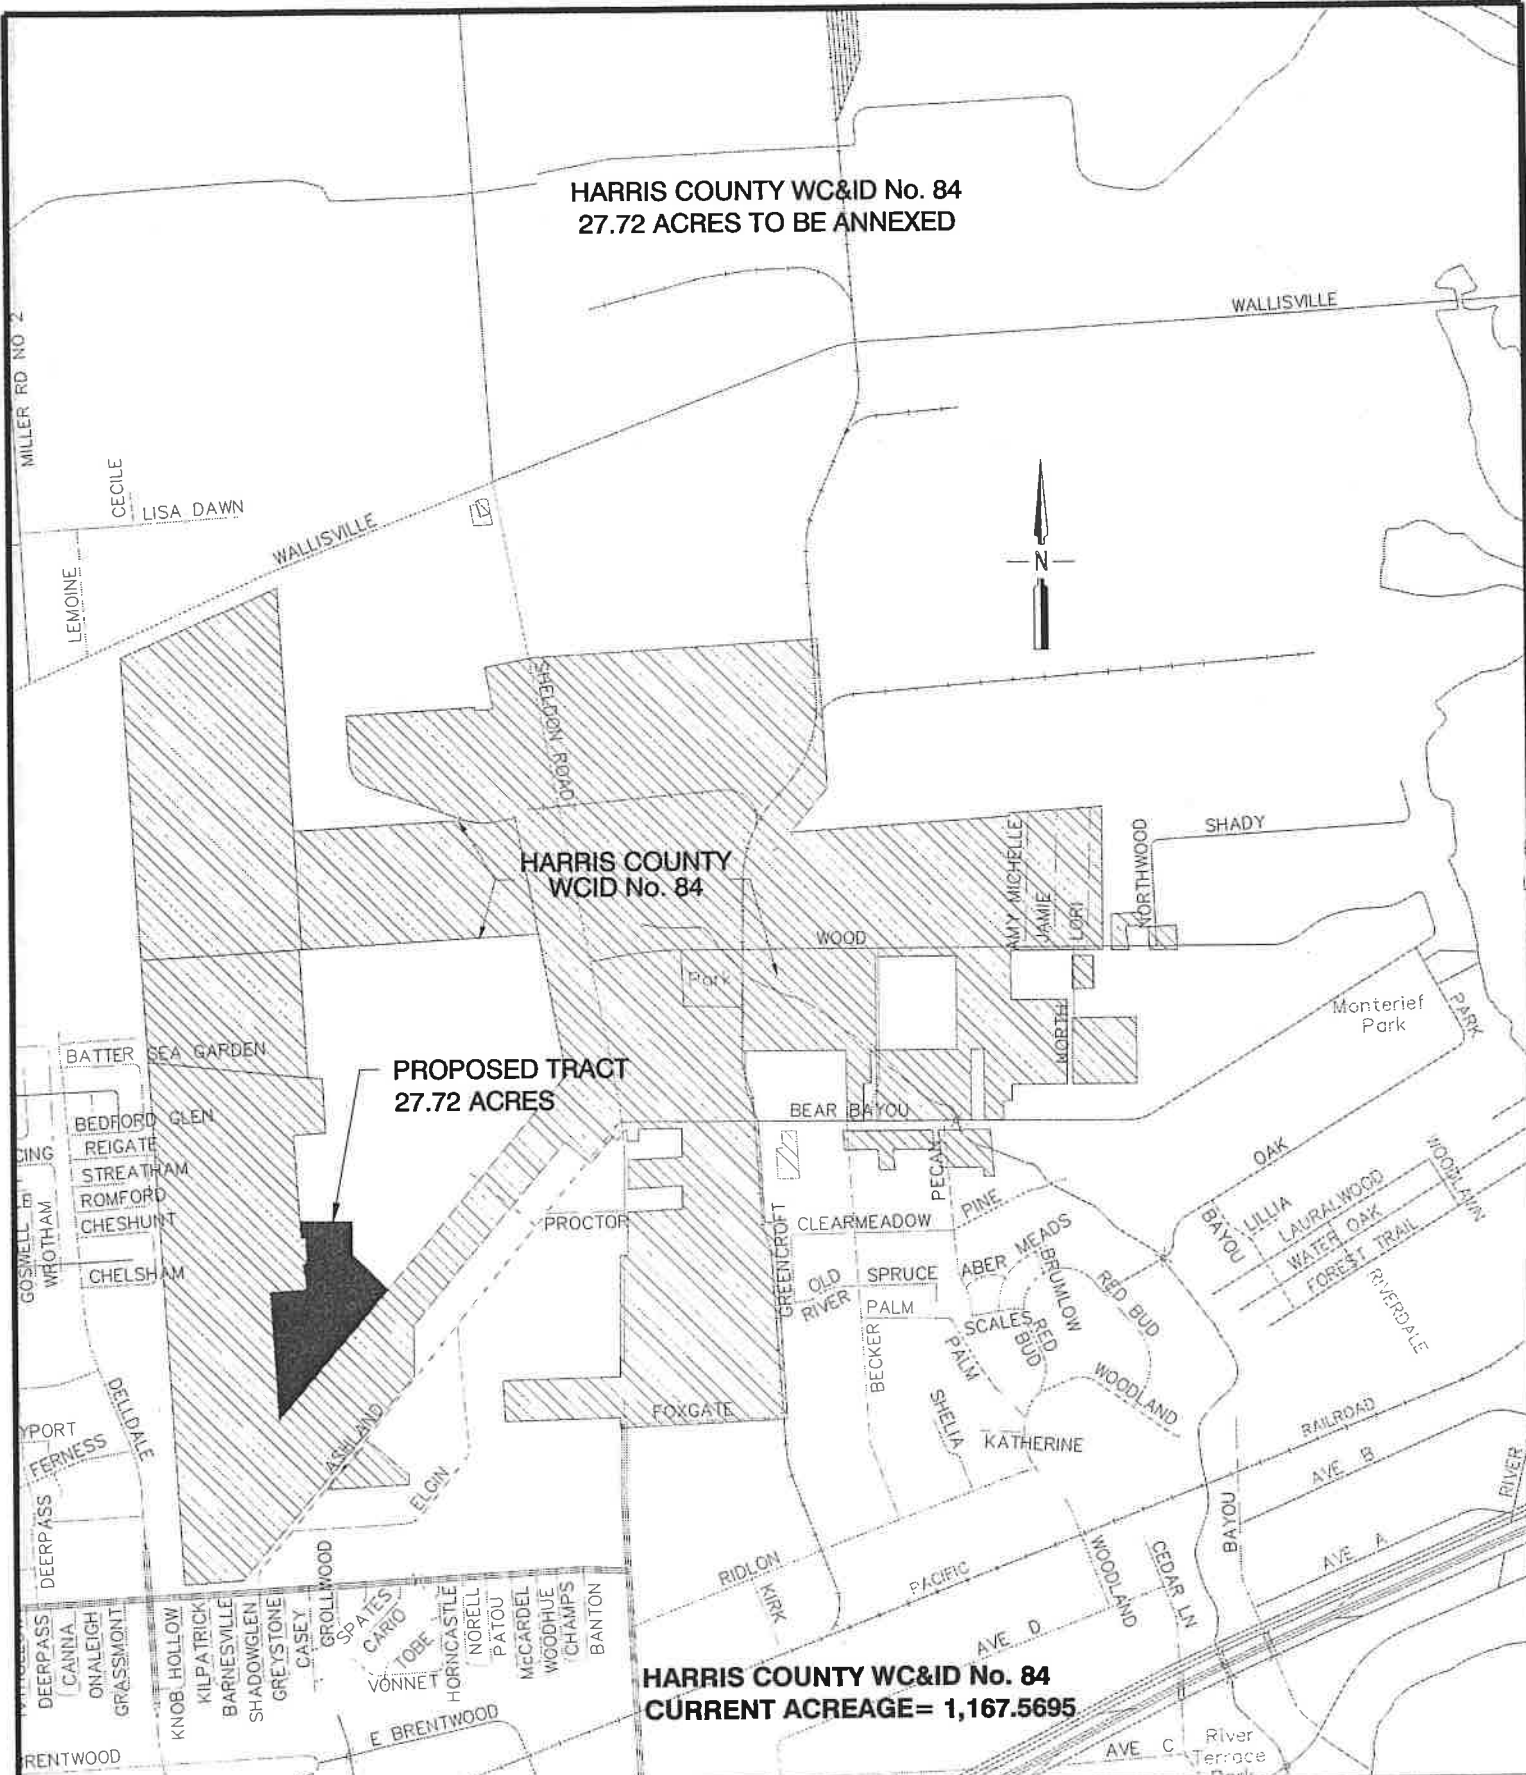 HARRIS COUNTY WC&ID No. 84
27.72 ACRES TO BE ANNEXED
WALLISVILLE
MILLER RD NO 2
CECILE
LISA DAWN
WALLISVILLE
LEMOINE
N
SHELDON ROAD
HARRIS COUNTY
WCID No. 84
AMY MICHELLE
JAMIE
LORI
NORTHWOOD
SHADY
WOOD
Park
Monterief
Park
PARK
NORTH
BATTER SEA GARDEN
PROPOSED TRACT
27.72 ACRES
BEDFORD GLEN
BEAR BAYOU
CING
REIGATE
STREATHAM
ROMFORD
CHESHUNT
CHELSHAM
GOSWELL
WROTHAM
PROCTOR
GREENCROFT
PECAN
PINE
CLEARMEADOW
OAK
BAYOU
LILLIA
LAURALWOOD
WATER OAK
FOREST TRAIL
WOODLAWN
RIVERDALE
OLD
RIVER
SPRUCE
ABER MEADS
BRUMLOW
RED BUD
PALM
SCALES
RED
BUD
PALM
BECKER
WOODLAND
SHELIA
KATHERINE
DELLDALE
YPORT
FERNESS
FOXGATE
ASHLAND
ELGIN
RAILROAD
AVE B
RIVER
DEERPASS
BAYOU
RIDLON
KIRK
PACIFIC
WOODLAND
CEDAR LN
AVE A
AVE D
DEERPASS
CANNA
ONALEIGH
GRASSMONT
KNOB HOLLOW
KILPATRICK
BARNESVILLE
SHADOWGLEN
GREYSTONE
CASEY
GROLLWOOD
SPATES
CARIO
TOBE
VONNET
HORNCASTLE
NORELL
PATOU
McCARDEL
WOODHUE
CHAMPS
BANTON
HARRIS COUNTY WC&ID No. 84
CURRENT ACREAGE= 1,167.5695
E BRENTWOOD
RENTWOOD
AVE C
River
Terrace
Park